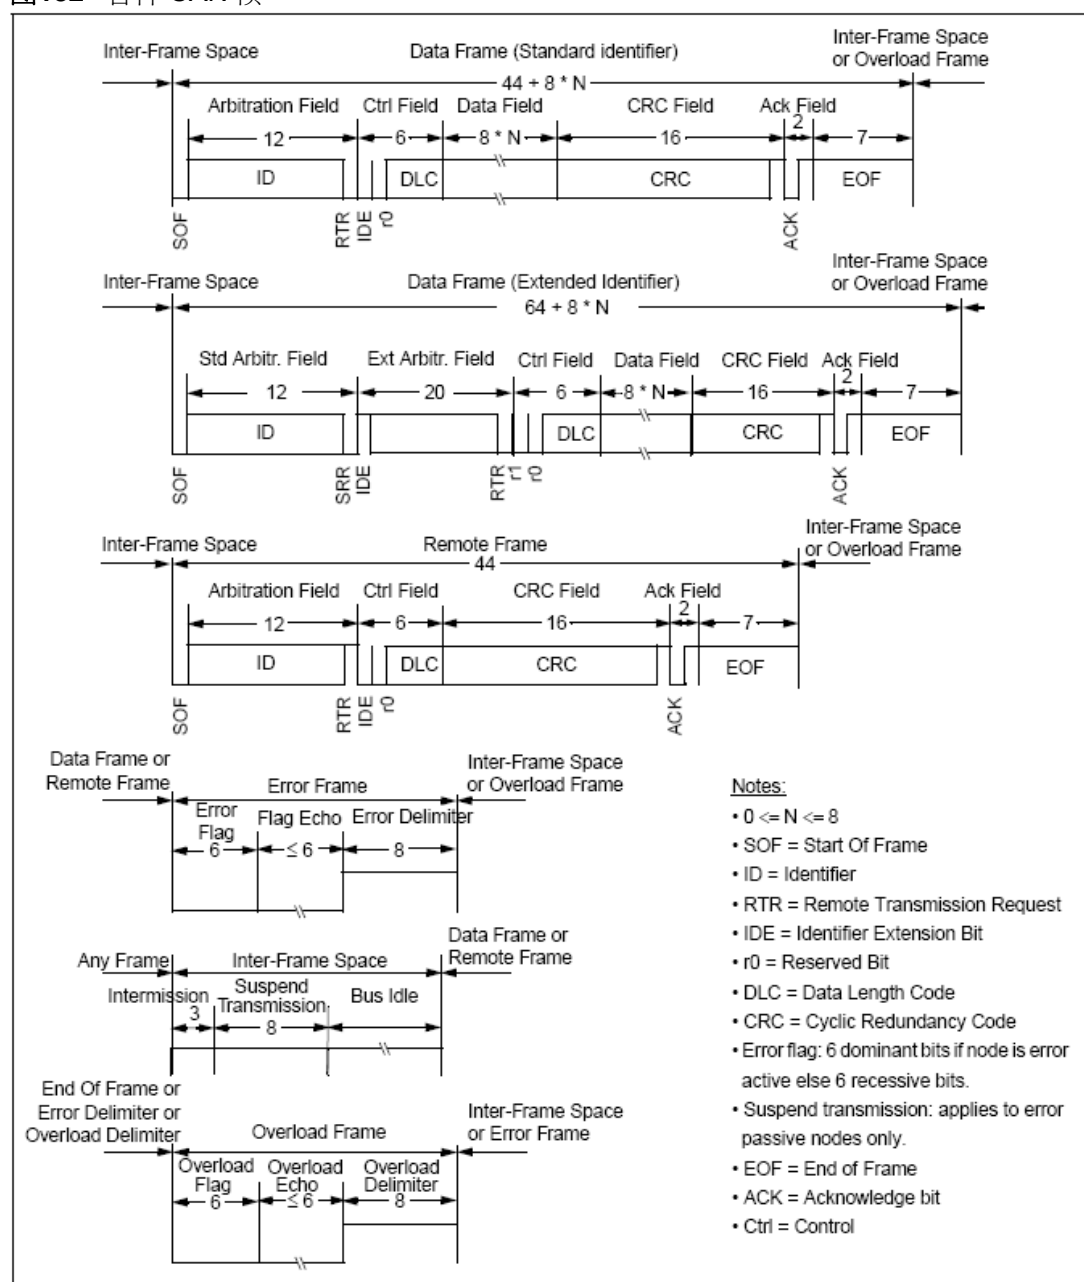 Inter-Frame Space Data Frame (Standard identifier) Inter-Frame Space
or Overload Frame
44 + 8 * N
Arbitration Field Ctrl Field Data Field CRC Field Ack Field
12 6 8 * N 16 2 7
ID DLC CRC EOF
SOF RTR IDE r0 ACK
Inter-Frame Space Data Frame (Extended Identifier) Inter-Frame Space
or Overload Frame
64 + 8 * N
Std Arbitr. Field Ext Arbitr. Field Ctrl Field Data Field CRC Field Ack Field
12 20 6 8 * N 16 2 7
ID DLC CRC EOF
SOF SRR IDE RTR r1 r0 ACK
Inter-Frame Space Remote Frame Inter-Frame Space
or Overload Frame
44
Arbitration Field Ctrl Field CRC Field Ack Field
12 6 16 2 7
ID DLC CRC EOF
SOF RTR IDE r0 ACK
Data Frame or
Remote Frame Error Frame Inter-Frame Space
or Overload Frame
Error
Flag Flag Echo Error Delimiter
6 ≤ 6 8
Any Frame Inter-Frame Space Data Frame or
Remote Frame
Intermission Suspend
Transmission Bus Idle
3 8
End Of Frame or
Error Delimiter or
Overload Delimiter Overload Frame Inter-Frame Space
or Error Frame
Overload
Flag Overload
Echo Overload
Delimiter
6 ≤ 6 8
Notes:
• 0 <= N <= 8
• SOF = Start Of Frame
• ID = Identifier
• RTR = Remote Transmission Request
• IDE = Identifier Extension Bit
• r0 = Reserved Bit
• DLC = Data Length Code
• CRC = Cyclic Redundancy Code
• Error flag: 6 dominant bits if node is error
active else 6 recessive bits.
• Suspend transmission: applies to error
passive nodes only.
• EOF = End of Frame
• ACK = Acknowledge bit
• Ctrl = Control